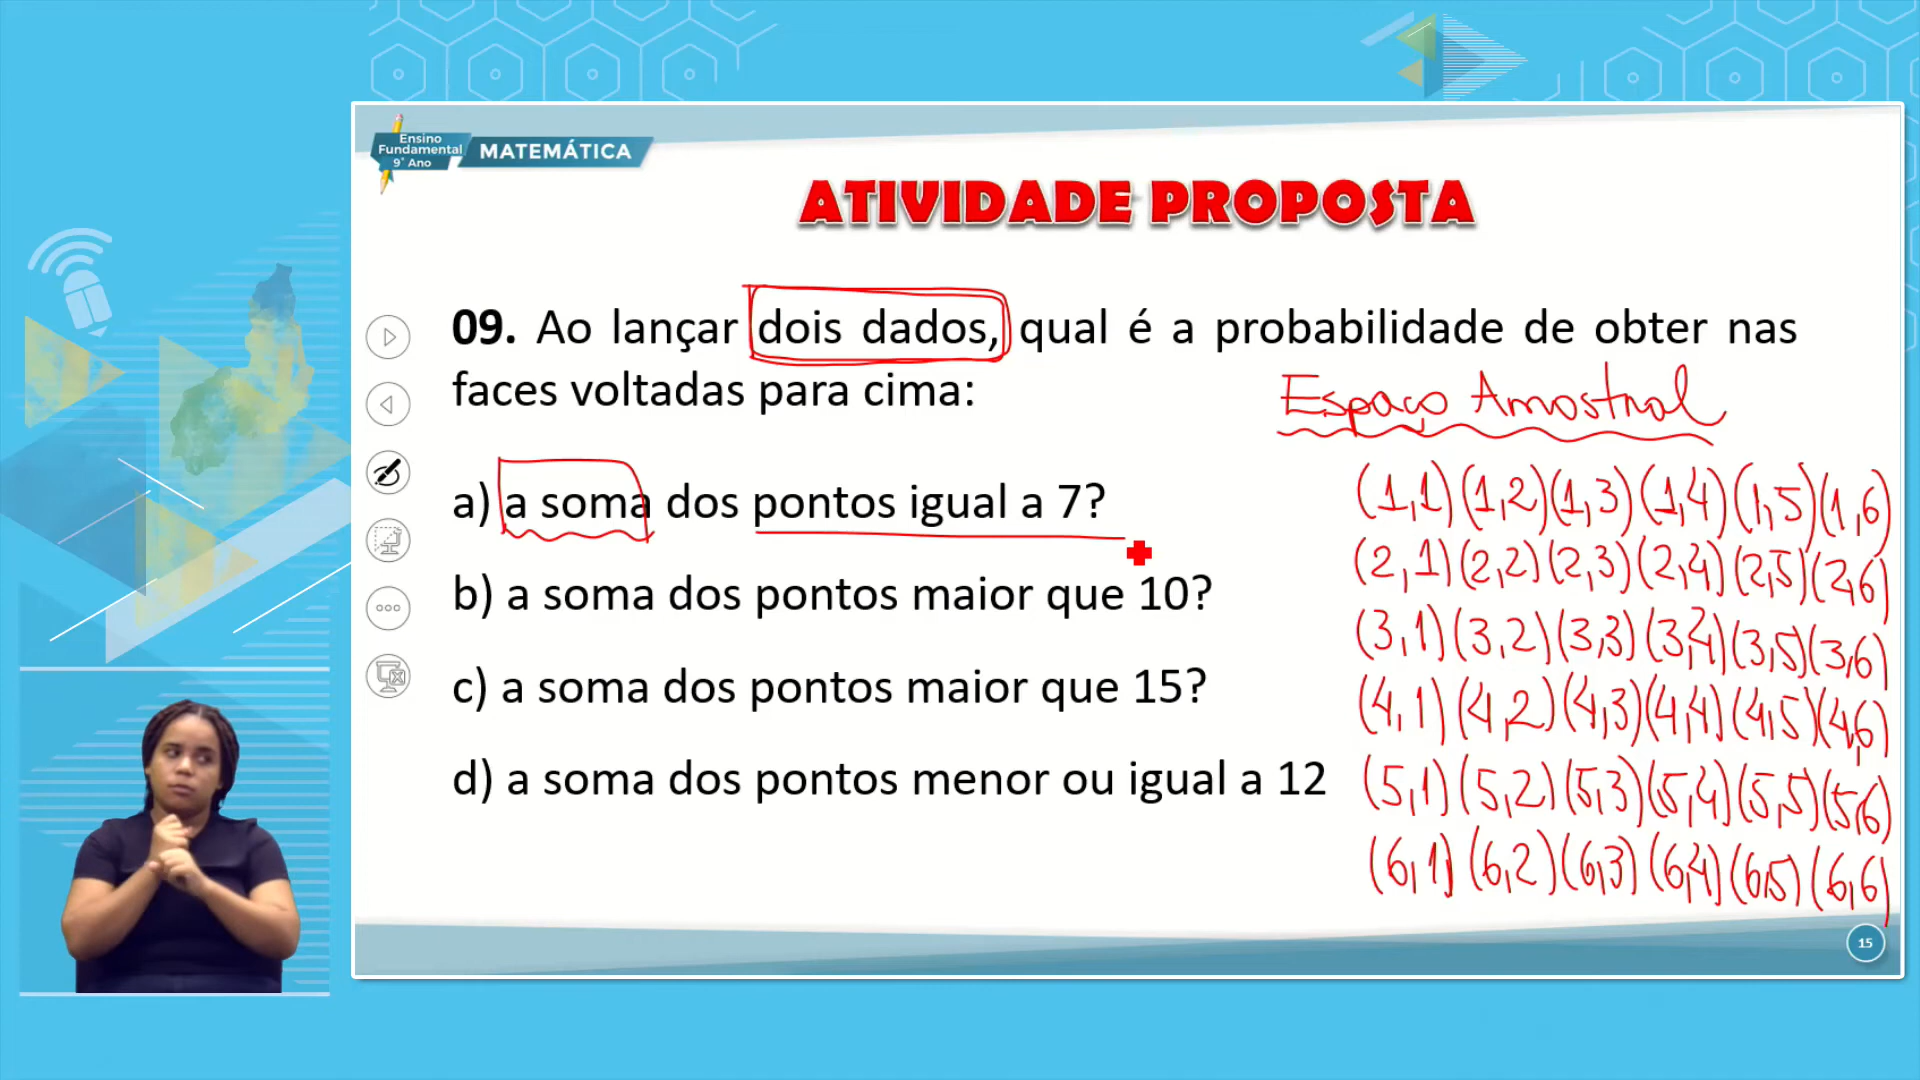 Ensino
Fundamental
9° Ano
MATEMÁTICA
ATIVIDADE PROPOSTA
09. Ao lançar dois dados, qual é a probabilidade de obter nas
faces voltadas para cima:
Espaço Amostral
a) a soma dos pontos igual a 7?
b) a soma dos pontos maior que 10?
c) a soma dos pontos maior que 15?
d) a soma dos pontos menor ou igual a 12
(1,1) (1,2) (1,3) (1,4) (1,5) (1,6)
(2,1) (2,2) (2,3) (2,4) (2,5) (2,6)
(3,1) (3,2) (3,3) (3,4) (3,5) (3,6)
(4,1) (4,2) (4,3) (4,4) (4,5) (4,6)
(5,1) (5,2) (5,3) (5,4) (5,5) (5,6)
(6,1) (6,2) (6,3) (6,4) (6,5) (6,6)
15